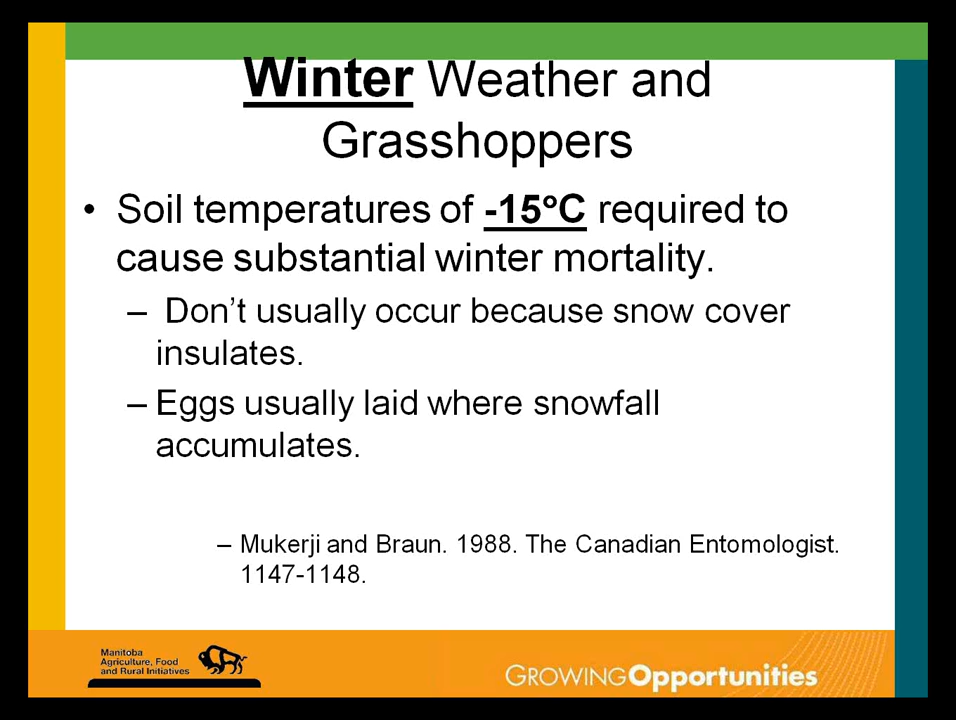 Winter Weather and
Grasshoppers
• Soil temperatures of -15°C required to
cause substantial winter mortality.
– Don’t usually occur because snow cover
insulates.
– Eggs usually laid where snowfall
accumulates.
– Mukerji and Braun. 1988. The Canadian Entomologist.
1147-1148.
Manitoba
Agriculture, Food
and Rural Initiatives
GROWING Opportunities